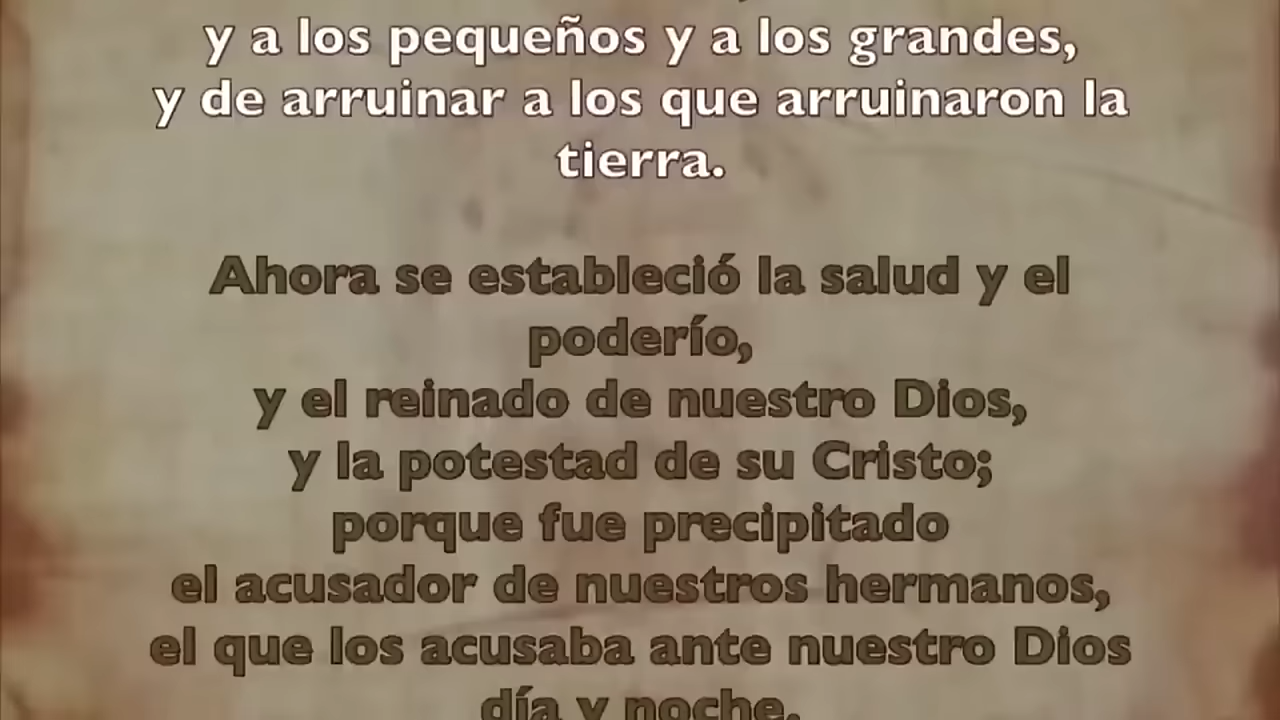 y a los pequeños y a los grandes,
y de arruinar a los que arruinaron la
tierra.
Ahora se estableció la salud y el
poderío,
y el reinado de nuestro Dios,
y la potestad de su Cristo;
porque fue precipitado
el acusador de nuestros hermanos,
el que los acusaba ante nuestro Dios
día y noche.